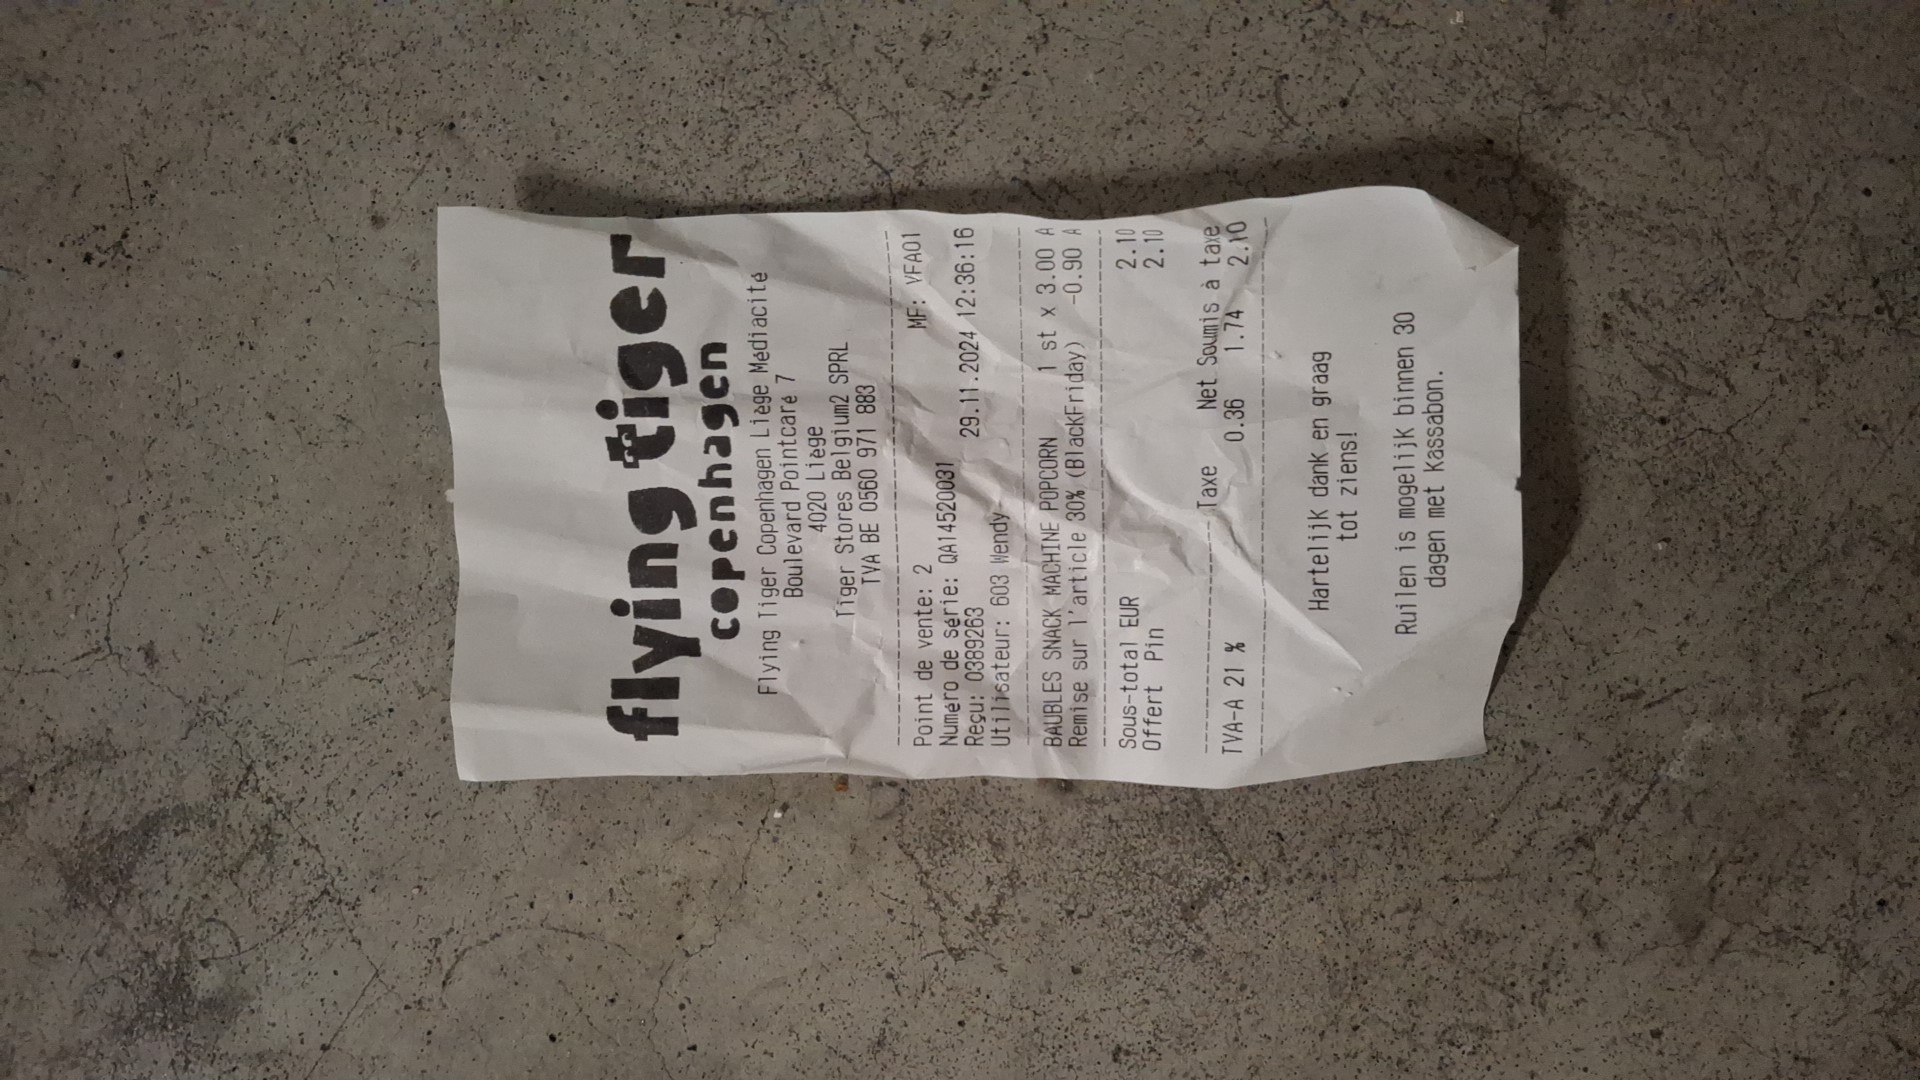 flying tiger
copenhagen
Flying Tiger Copenhagen Liège Médiacité
Boulevard Pointcaré 7
4020 Liège
Tiger Stores Belgium2 SPRL
TVA BE 0560 971 883
Point de vente: 2 MF: VFA01
Numéro de série: QA14520031
Reçu: 0389263 29.11.2024 12:36:16
Utilisateur: 603 Wendy
BAUBLES SNACK MACHINE POPCORN 1 st x 3.00 A
Remise sur l'article 30% (BlackFriday) -0.90 A
Sous-total EUR 2.10
Offert Pin 2.10
Taxe Net Soumis à taxe
TVA-A 21 % 0.36 1.74 2.10
Hartelijk dank en graag
tot ziens!
Ruilen is mogelijk binnen 30
dagen met Kassabon.